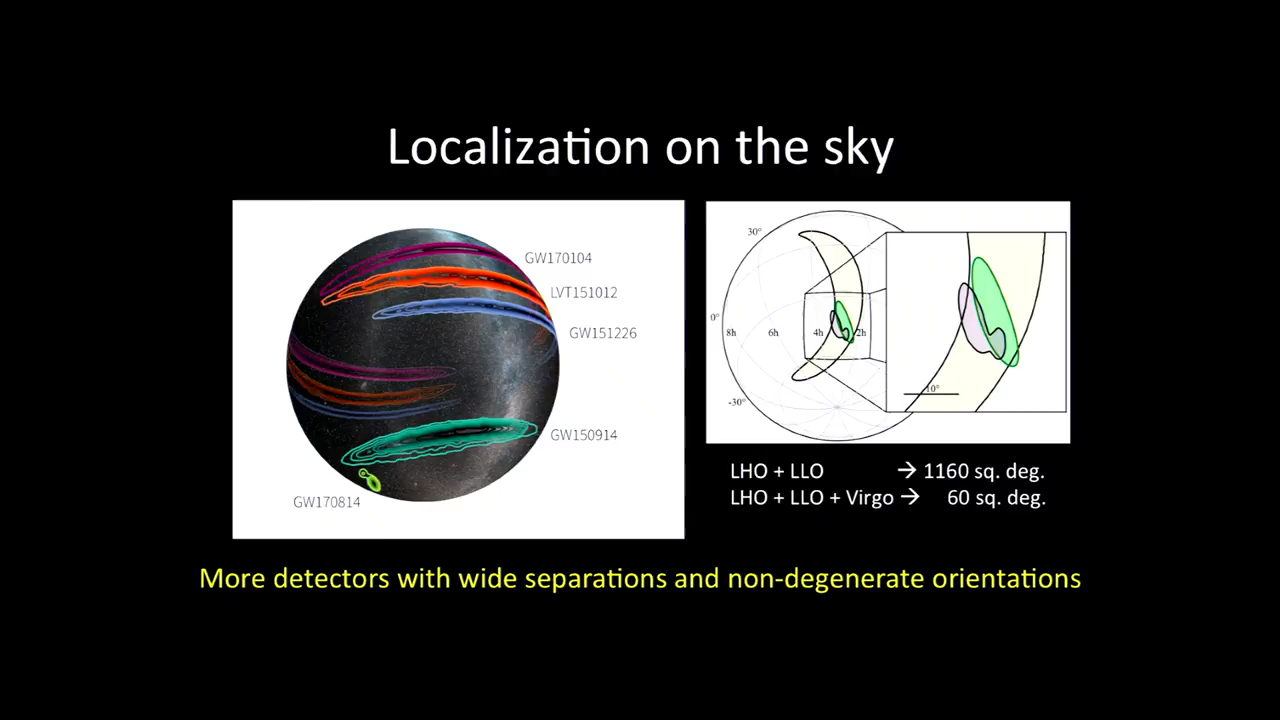 Localization on the sky
GW170104
LVT151012
GW151226
GW150914
GW170814
30°
0°
8h
6h
4h
2h
-30°
10°
LHO + LLO → 1160 sq. deg.
LHO + LLO + Virgo → 60 sq. deg.
More detectors with wide separations and non-degenerate orientations